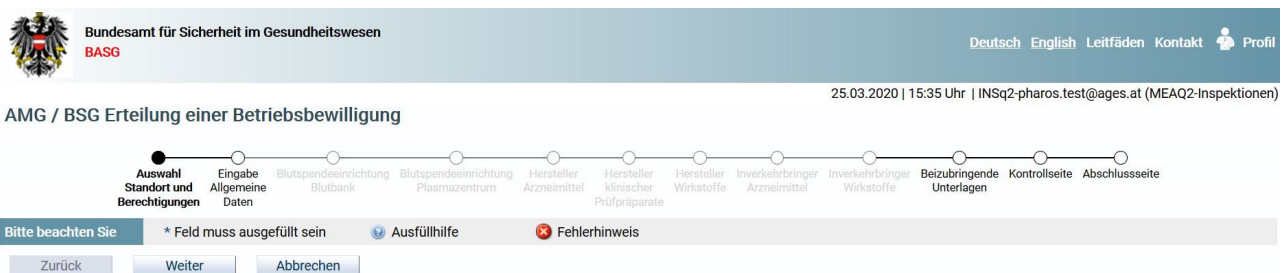 Bundesamt für Sicherheit im Gesundheitswesen
BASG
Deutsch English Leitfäden Kontakt Profil
25.03.2020 | 15:35 Uhr | INSq2-pharos.test@ages.at (MEAQ2-Inspektionen)
AMG / BSG Erteilung einer Betriebsbewilligung
Auswahl Eingabe Blutspendeeinrichtung Blutspendeeinrichtung Hersteller Hersteller Hersteller Inverkehrbringer Inverkehrbringer Beizubringende Kontrollseite Abschlussseite
Standort und Allgemeine Blutbank Plasmazentrum Arzneimittel klinischer Wirkstoffe Arzneimittel Wirkstoffe Unterlagen
Berechtigungen Daten Prüfpräparate
Bitte beachten Sie * Feld muss ausgefüllt sein Ausfüllhilfe Fehlerhinweis
Zurück Weiter Abbrechen